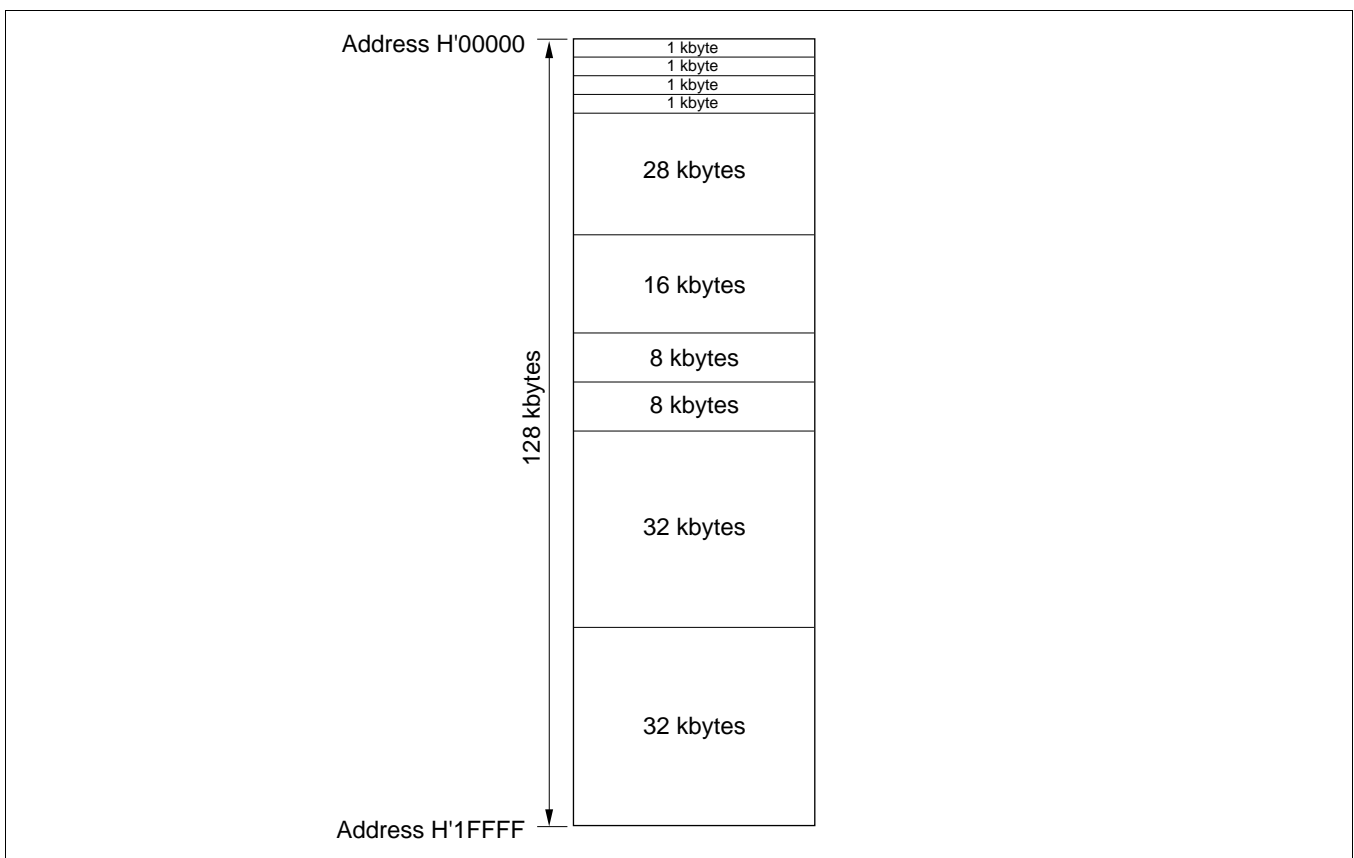 Address H'00000
1 kbyte
1 kbyte
1 kbyte
1 kbyte
28 kbytes
16 kbytes
8 kbytes
8 kbytes
128 kbytes
32 kbytes
32 kbytes
Address H'1FFFF